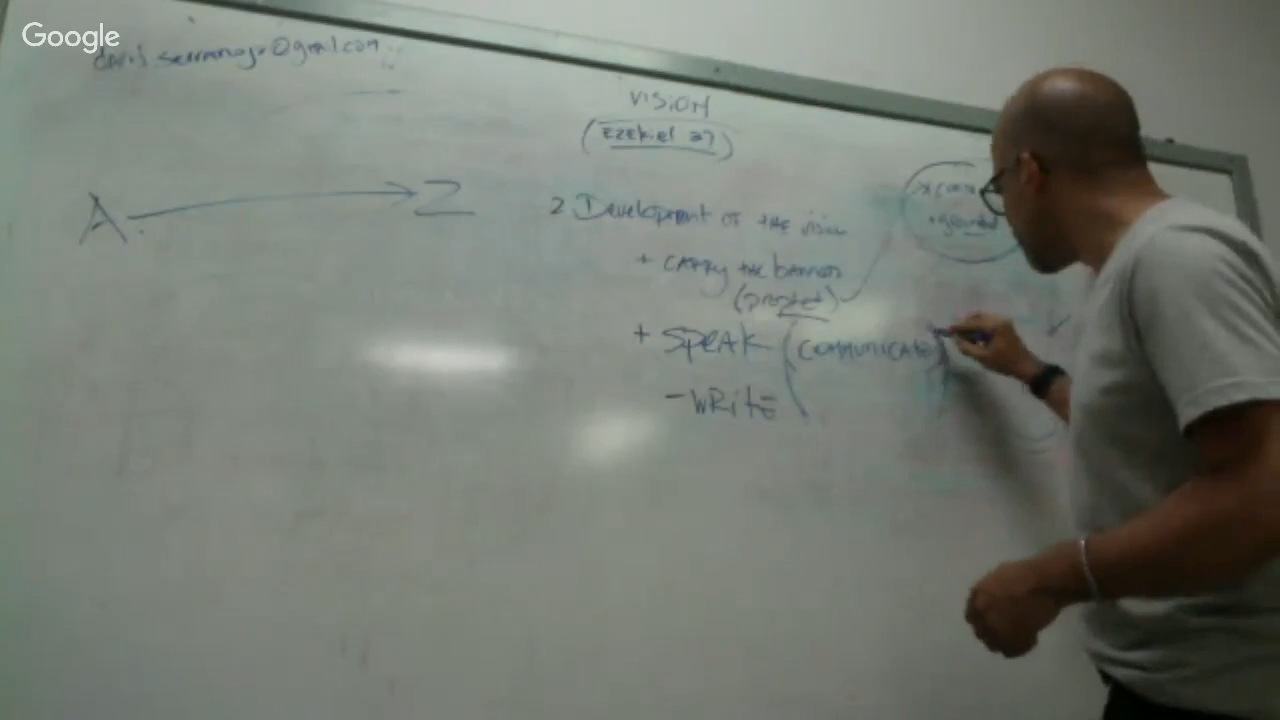 Google
VISION
(Ezekiel 37)
A → Z
2 Development of the vision
+ CARRY the banner
+ SPEAK (COMMUNICATE)
- WRITE